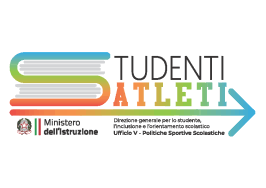 STUDENTI
ATLETI
Ministero
dell'Istruzione
Direzione generale per lo studente,
l'inclusione e l'orientamento scolastico
Ufficio V - Politiche Sportive Scolastiche